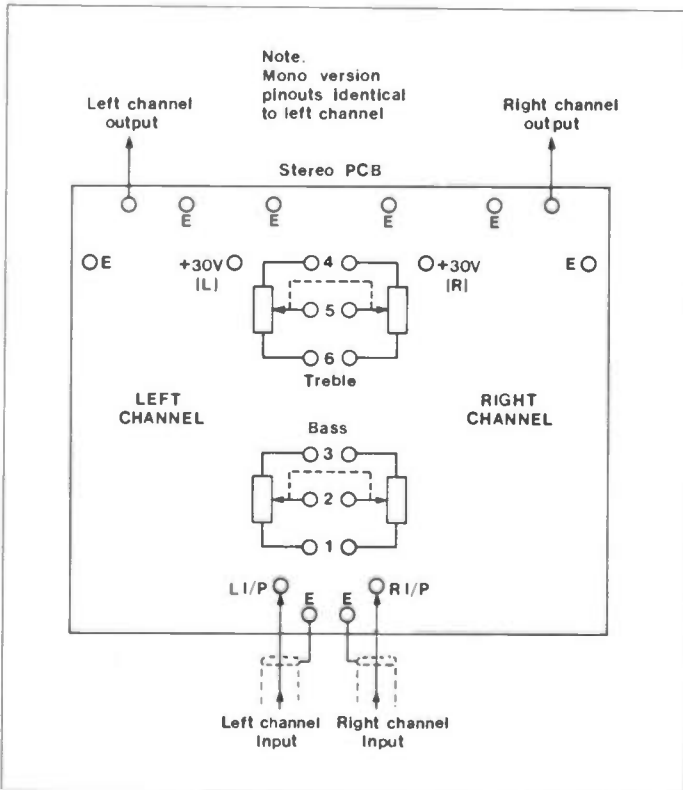 Note.
Mono version
pinouts identical
to left channel
Left channel
output
Right channel
output
Stereo PCB
E E E E
E +30V 4 +30V E
(L) (R)
5
6
Treble
LEFT
CHANNEL
RIGHT
CHANNEL
Bass
3
2
1
L I/P R I/P
E E
Left channel
Input
Right channel
Input